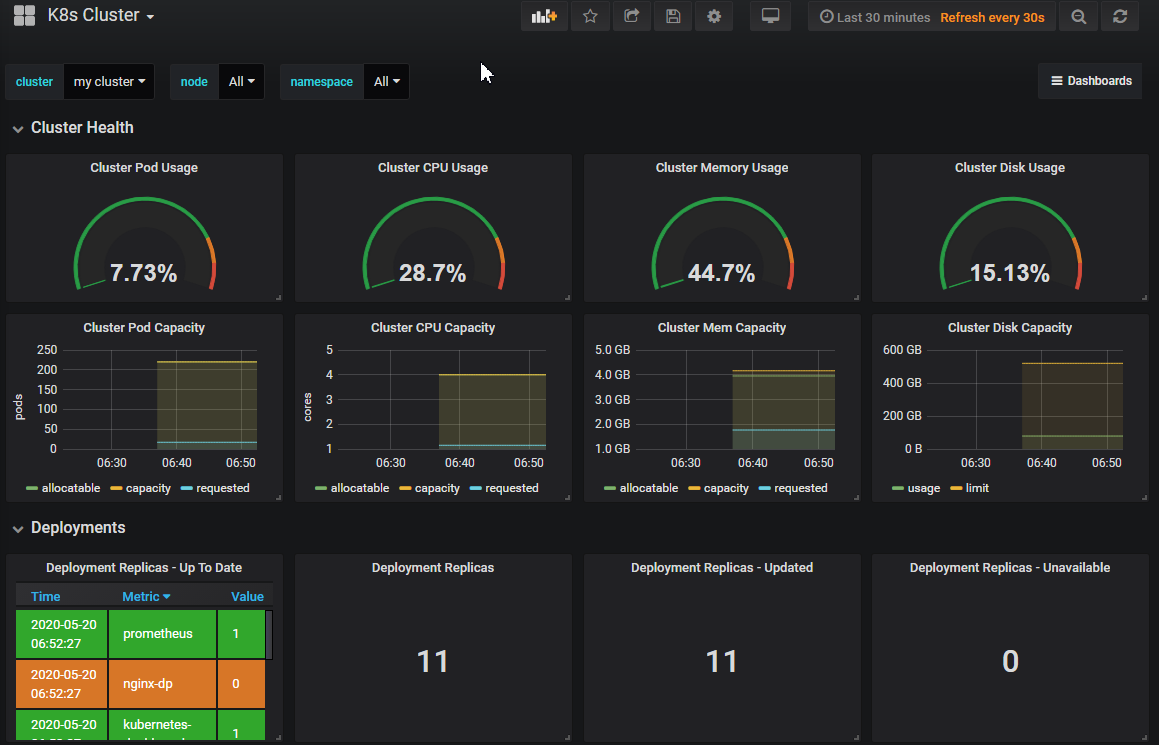 K8s Cluster
Last 30 minutes Refresh every 30s
cluster my cluster node All namespace All Dashboards
Cluster Health
Cluster Pod Usage
7.73%
Cluster CPU Usage
28.7%
Cluster Memory Usage
44.7%
Cluster Disk Usage
15.13%
Cluster Pod Capacity
250
200
150
100
50
0
pods
06:30 06:40 06:50
allocatable capacity requested
Cluster CPU Capacity
5
4
3
2
1
cores
06:30 06:40 06:50
allocatable capacity requested
Cluster Mem Capacity
5.0 GB
4.0 GB
3.0 GB
2.0 GB
1.0 GB
06:30 06:40 06:50
allocatable capacity requested
Cluster Disk Capacity
600 GB
400 GB
200 GB
0 B
06:30 06:40 06:50
usage limit
Deployments
Deployment Replicas - Up To Date
Time Metric Value
2020-05-20
06:52:27 prometheus 1
2020-05-20
06:52:27 nginx-dp 0
2020-05-20 kubernetes- 1
Deployment Replicas
11
Deployment Replicas - Updated
11
Deployment Replicas - Unavailable
0